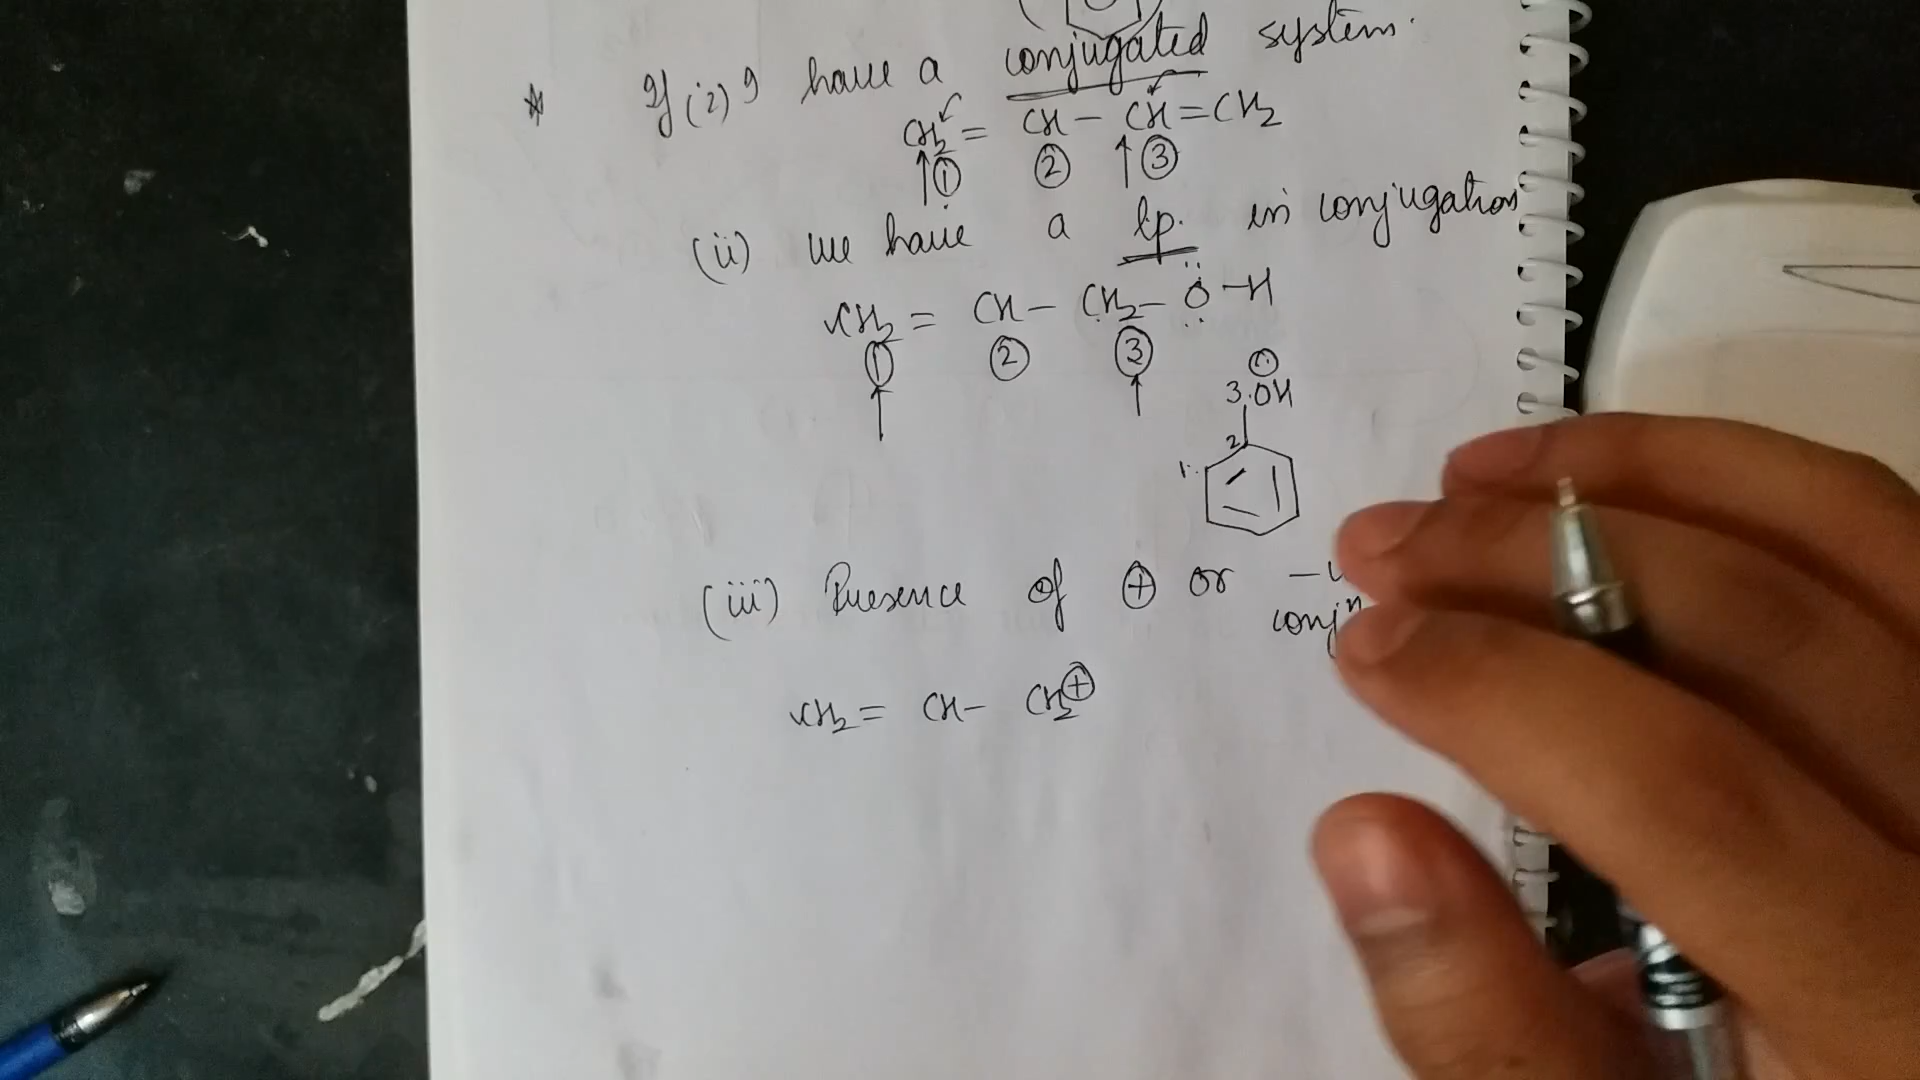 * If (i) I have a conjugated system.
CH2 = CH - CH = CH2
↑ ① ② ↑ ③
(ii) we have a lp. in conjugation
CH2 = CH - CH2 - O - H
① ② ③
3. OH
2
1.
(iii) Presence of ⊕ or -
conjⁿ
CH2 = CH - CH2⊕